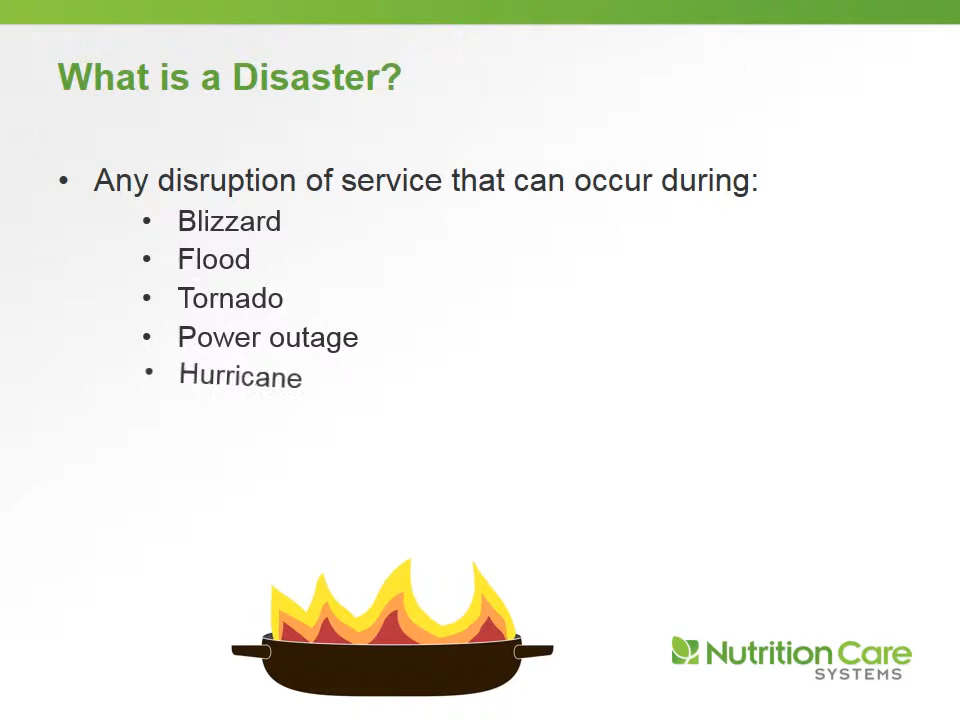 What is a Disaster?
• Any disruption of service that can occur during:
• Blizzard
• Flood
• Tornado
• Power outage
• Hurricane
Nutrition Care
SYSTEMS